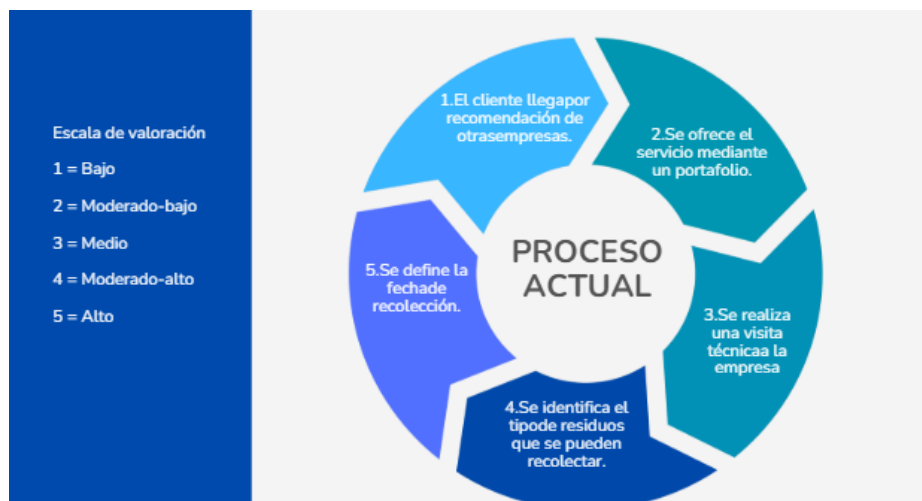 Escala de valoración
1 = Bajo
2 = Moderado-bajo
3 = Medio
4 = Moderado-alto
5 = Alto
1.El cliente llegapor
recomendación de
otrasempresas.
2.Se ofrece el
servicio mediante
un portafolio.
3.Se realiza
una visita
técnicaa la
empresa
4.Se identifica el
tipode residuos
que se pueden
recolectar.
5.Se define la
fechade
recolección.
PROCESO
ACTUAL